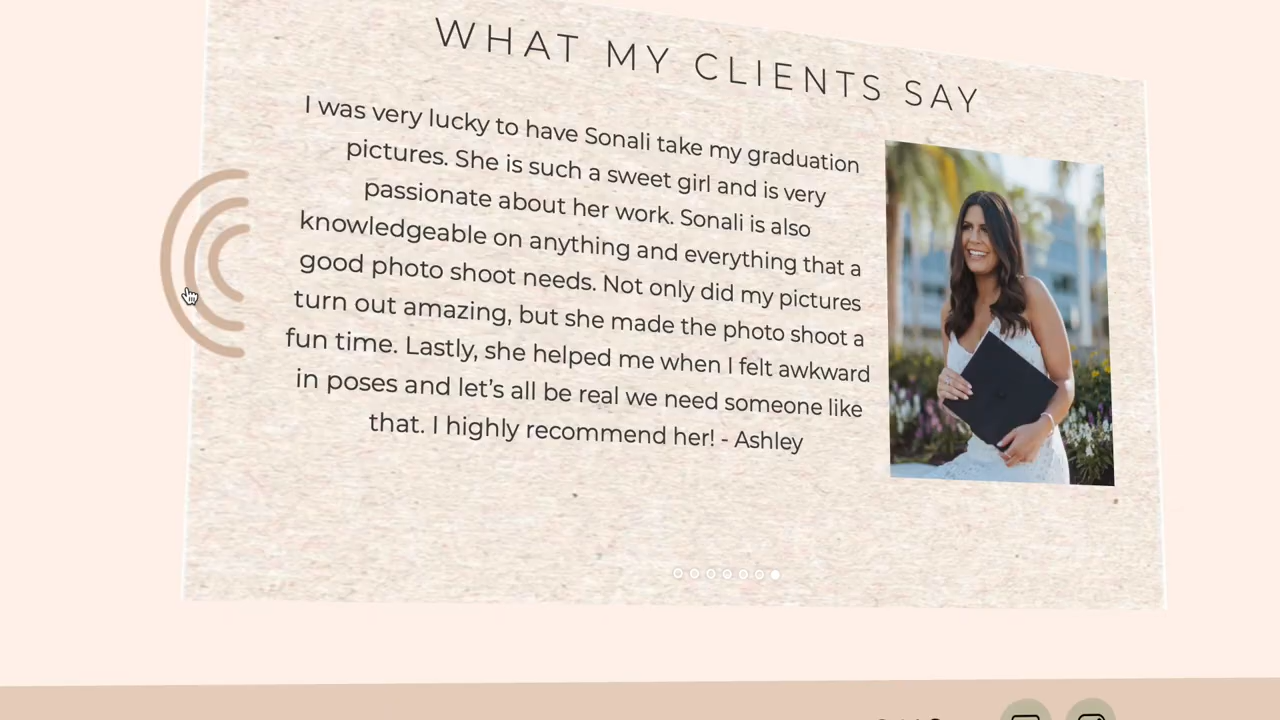 WHAT MY CLIENTS SAY
I was very lucky to have Sonali take my graduation
pictures. She is such a sweet girl and is very
passionate about her work. Sonali is also
knowledgeable on anything and everything that a
good photo shoot needs. Not only did my pictures
turn out amazing, but she made the photo shoot a
fun time. Lastly, she helped me when I felt awkward
in poses and let’s all be real we need someone like
that. I highly recommend her! - Ashley